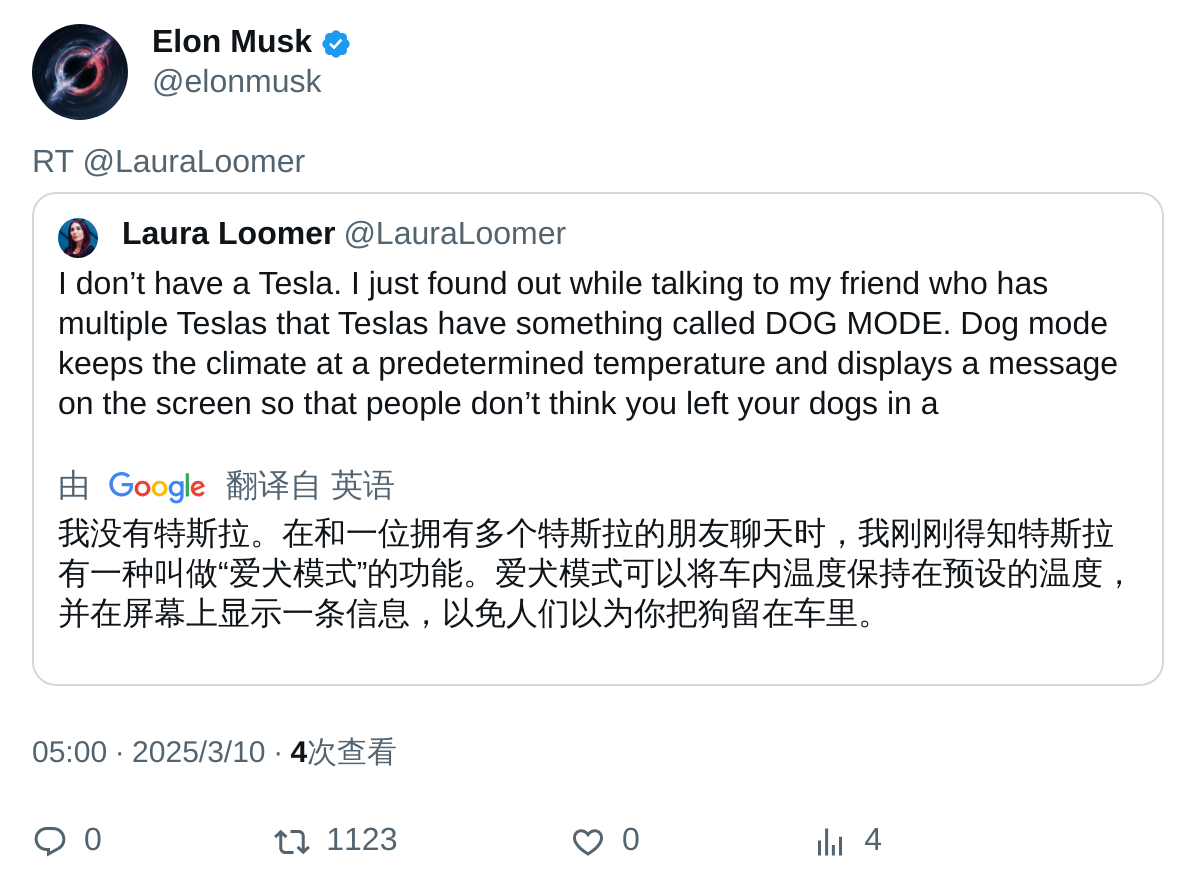 Elon Musk
@elonmusk
RT @LauraLoomer
Laura Loomer @LauraLoomer
I don’t have a Tesla. I just found out while talking to my friend who has
multiple Teslas that Teslas have something called DOG MODE. Dog mode
keeps the climate at a predetermined temperature and displays a message
on the screen so that people don’t think you left your dogs in a
由 Google 翻译自 英语
我没有特斯拉。在和一位拥有多个特斯拉的朋友聊天时，我刚刚得知特斯拉
有一种叫做“爱犬模式”的功能。爱犬模式可以将车内温度保持在预设的温度，
并在屏幕上显示一条信息，以免人们以为你把狗留在车里。
05:00 · 2025/3/10 · 4次查看
0 1123 0 4